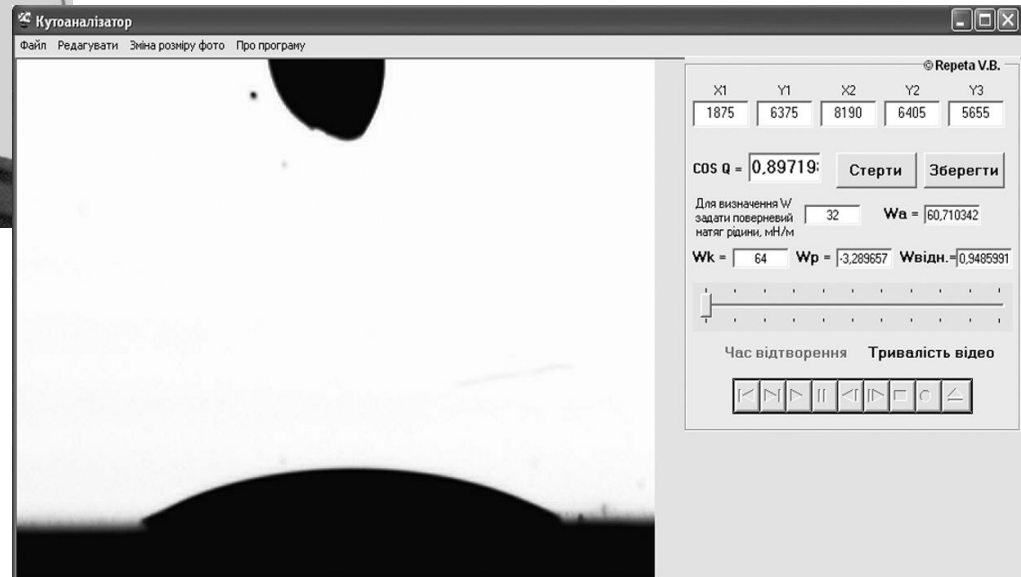 Кутоаналізатор
Файл Редагувати Зміна розміру фото Про програму
© Repeta V.B.
X1 Y1 X2 Y2 Y3
1875 6375 8190 6405 5655
COS Q = 0,89719 Стерти Зберегти
Для визначення W
задати поверневий
натяг рідини, мН/м
32 Wa = 60,710342
Wk = 64 Wp = -3,289657 Wвідн.= 0,9485991
Час відтворення Тривалість відео